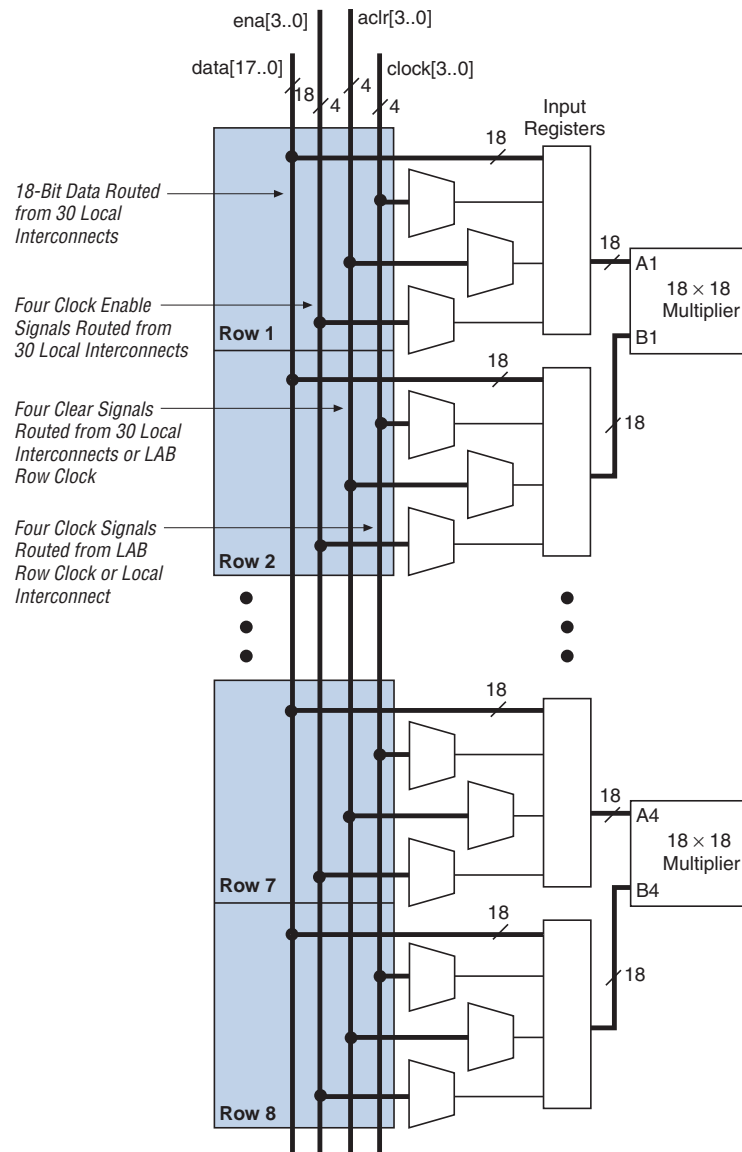 ena[3..0]
aclr[3..0]
data[17..0]
clock[3..0]
18
4
4
4
Input
Registers
18-Bit Data Routed
from 30 Local
Interconnects
18
18
A1
18 × 18
Multiplier
Four Clock Enable
Signals Routed from
30 Local Interconnects
Row 1
B1
18
18
Four Clear Signals
Routed from 30 Local
Interconnects or LAB
Row Clock
Four Clock Signals
Routed from LAB
Row Clock or Local
Interconnect
Row 2
18
18
A4
18 × 18
Multiplier
Row 7
B4
18
18
Row 8